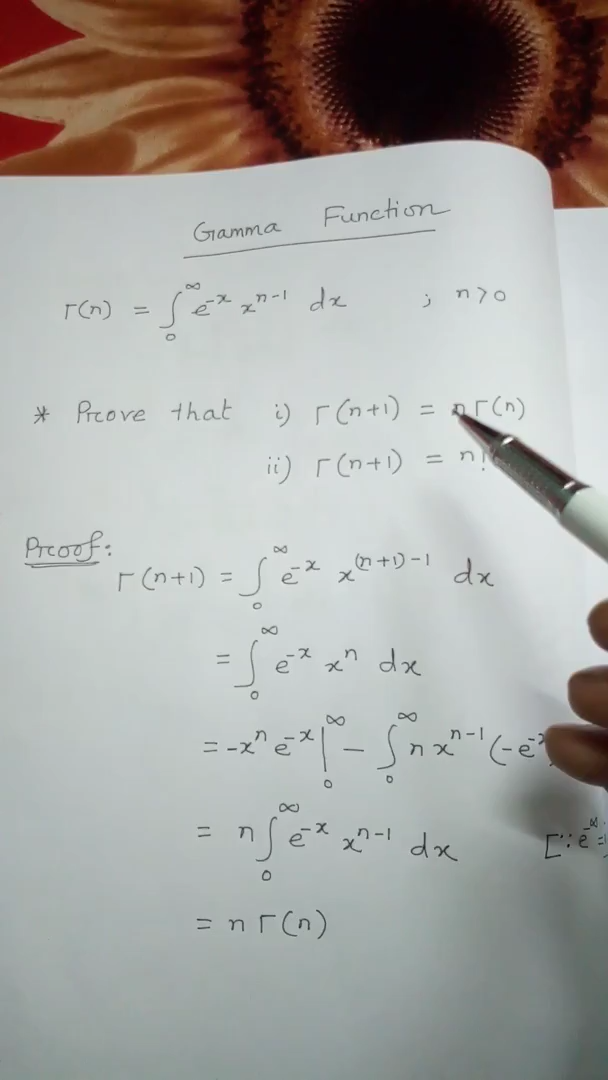 Gamma Function
Γ(n) = ∫₀^∞ e^{-x} x^{n-1} dx ; n>0
* Prove that i) Γ(n+1) = nΓ(n)
ii) Γ(n+1) = n!
Proof:
Γ(n+1) = ∫₀^∞ e^{-x} x^{(n+1)-1} dx
= ∫₀^∞ e^{-x} x^n dx
= -x^n e^{-x} |₀^∞ - ∫₀^∞ n x^{n-1} (-e^{-x}
= n ∫₀^∞ e^{-x} x^{n-1} dx [∵ e^{-∞} =
= n Γ(n)